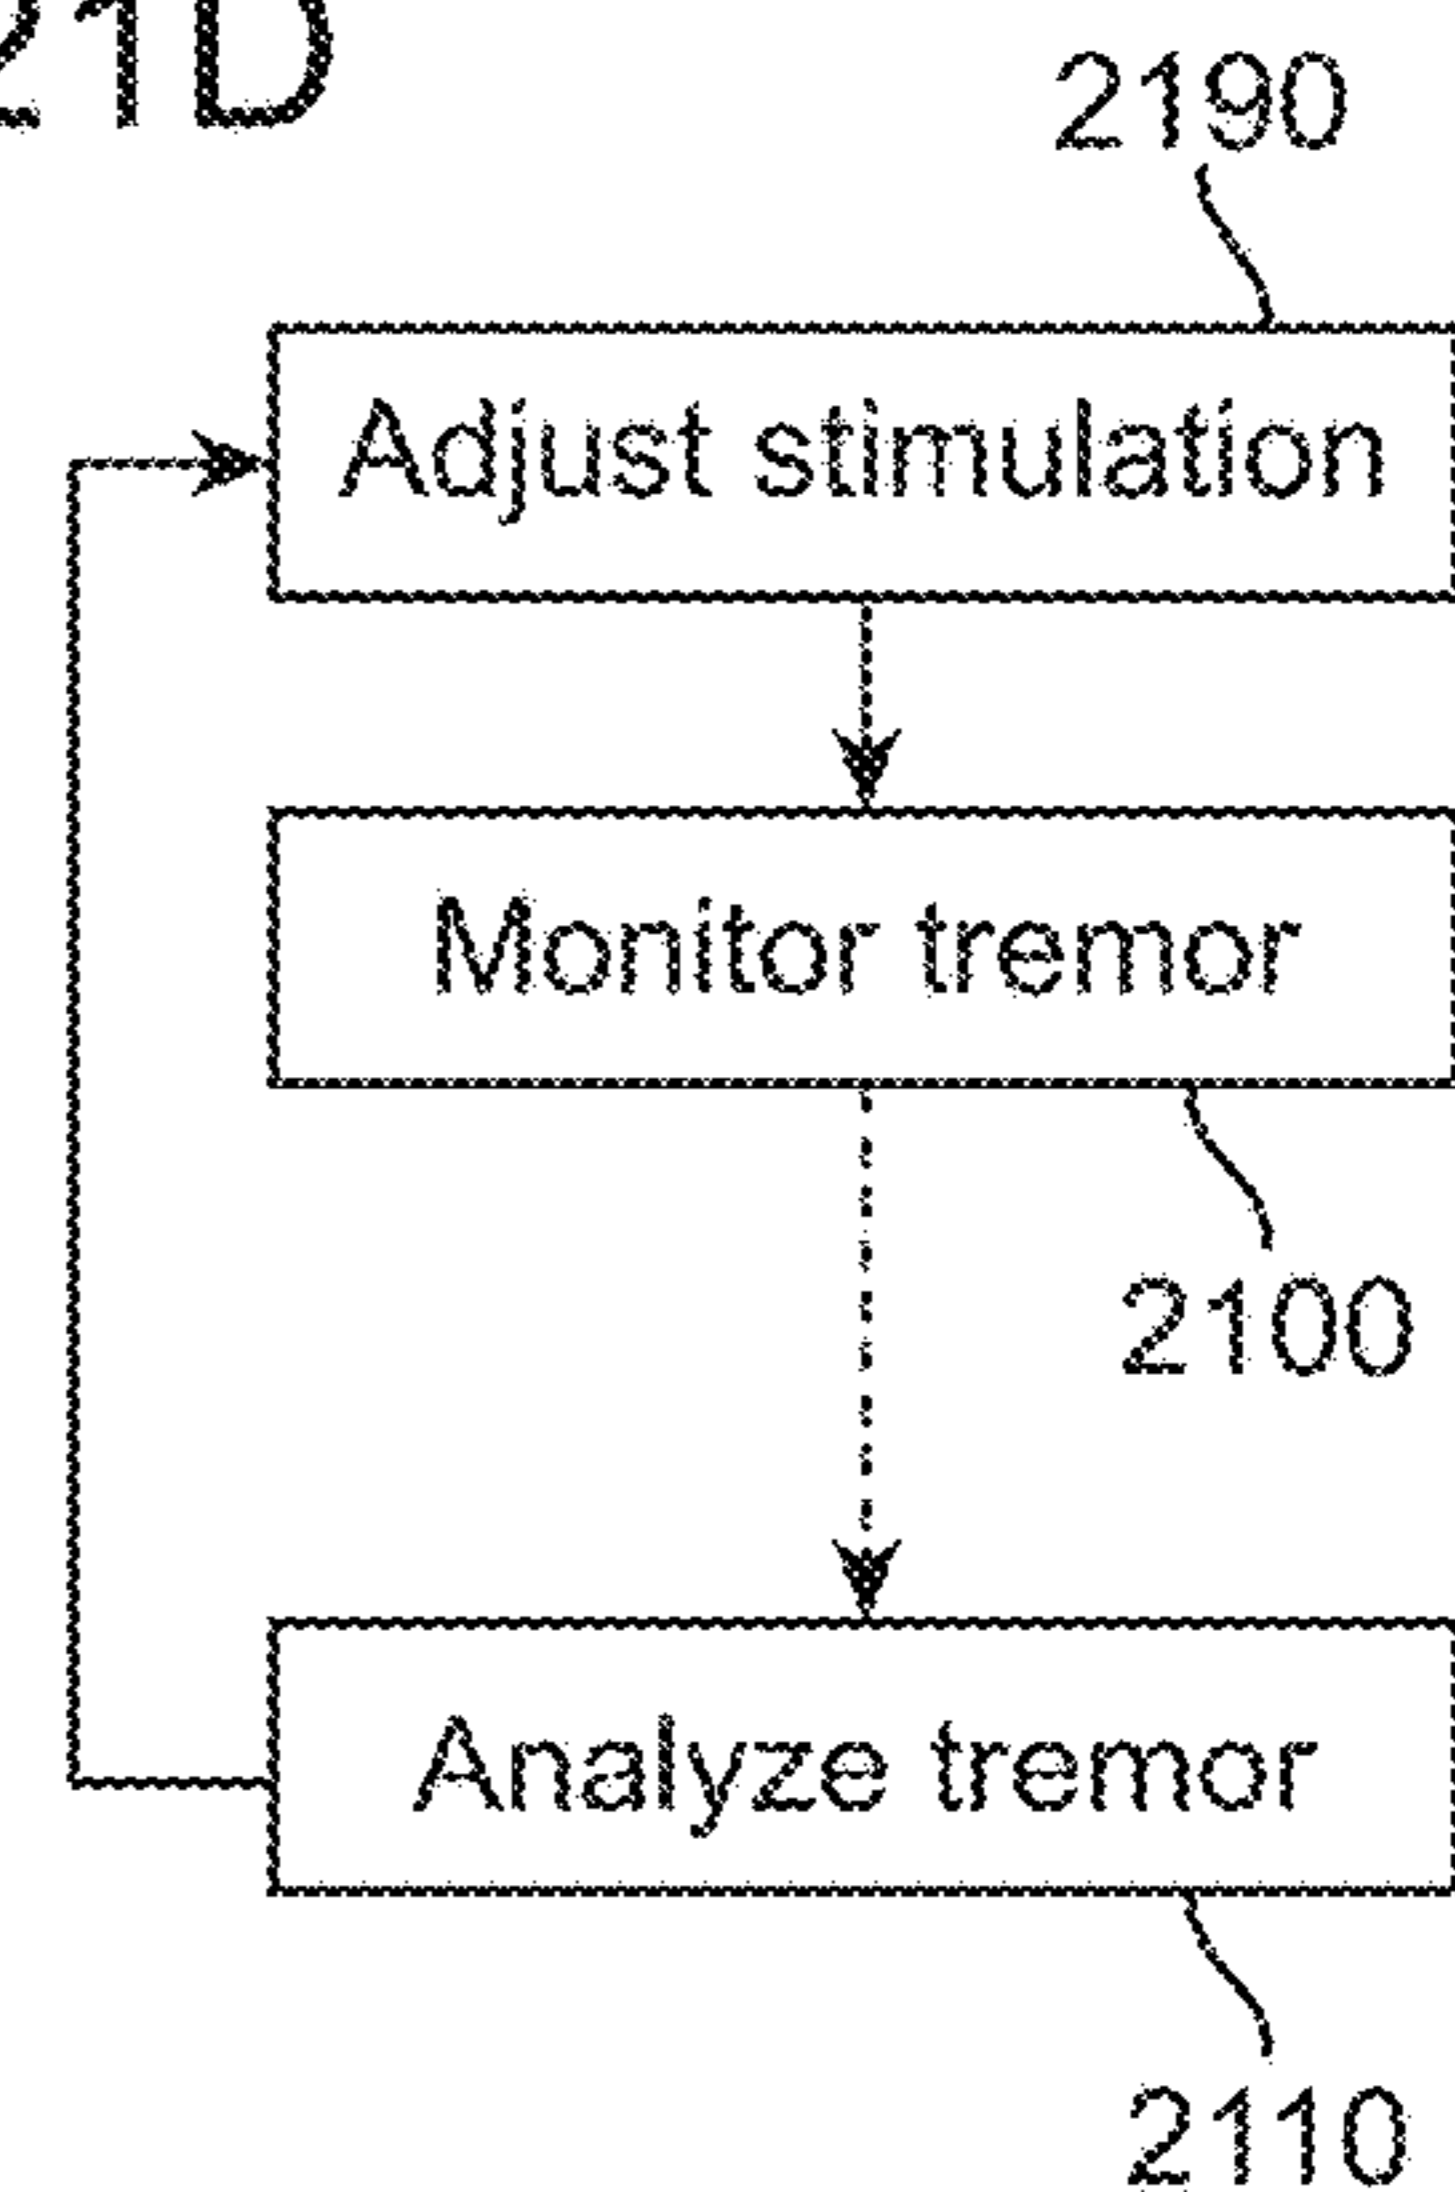 21D
2190
Adjust stimulation
Monitor tremor
2100
Analyze tremor
2110